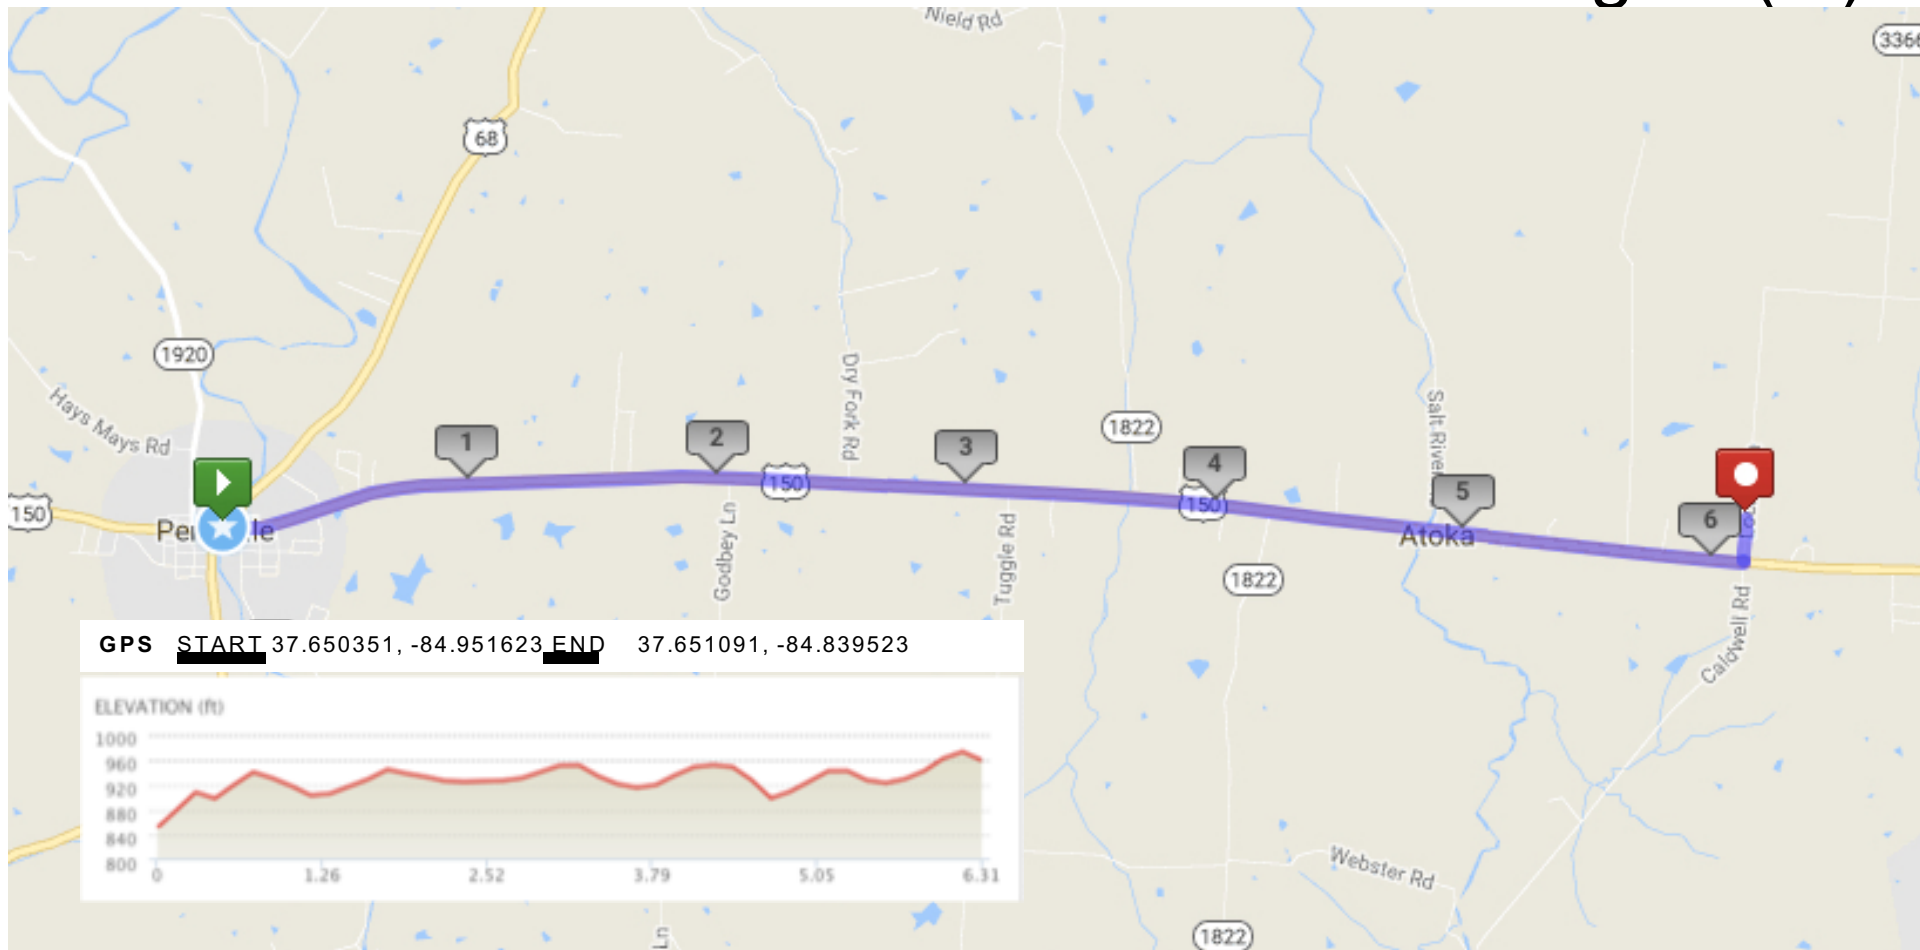 Nield Rd
3366
68
1920
Hays Mays Rd
Dry Fork Rd
1822
Salt River
1
2
3
4
5
6
150
150
150
Atoka
Godbey Ln
Tuggle Rd
1822
Caldwell Rd
GPS START 37.650351, -84.951623 END 37.651091, -84.839523
ELEVATION (ft)
1000
960
920
880
840
800
0 1.26 2.52 3.79 5.05 6.31
Webster Rd
Ln
1822